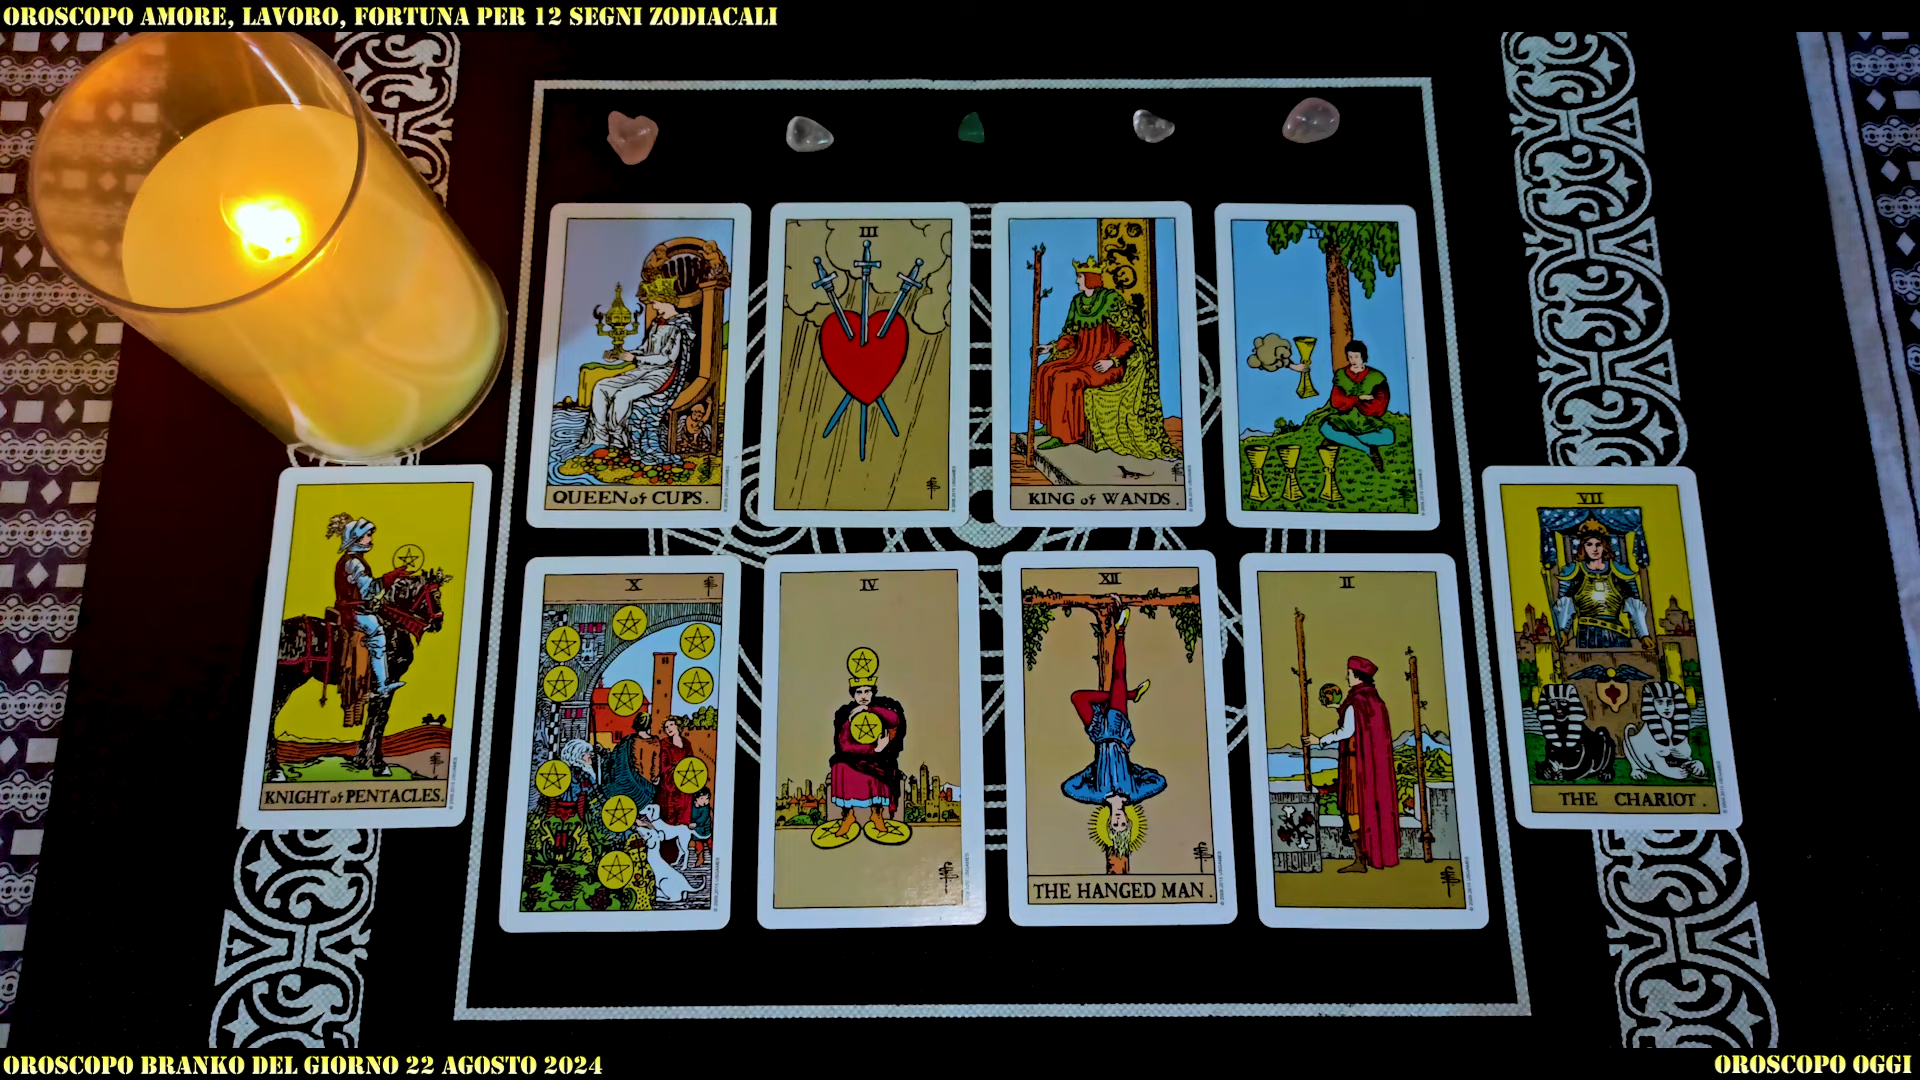 OROSCOPO AMORE, LAVORO, FORTUNA PER 12 SEGNI ZODIACALI
QUEEN of CUPS.
III
KING of WANDS.
IV
KNIGHT of PENTACLES.
X
IV
XII
THE HANGED MAN.
II
VII
THE CHARIOT.
OROSCOPO BRANKO DEL GIORNO 22 AGOSTO 2024
OROSCOPO OGGI